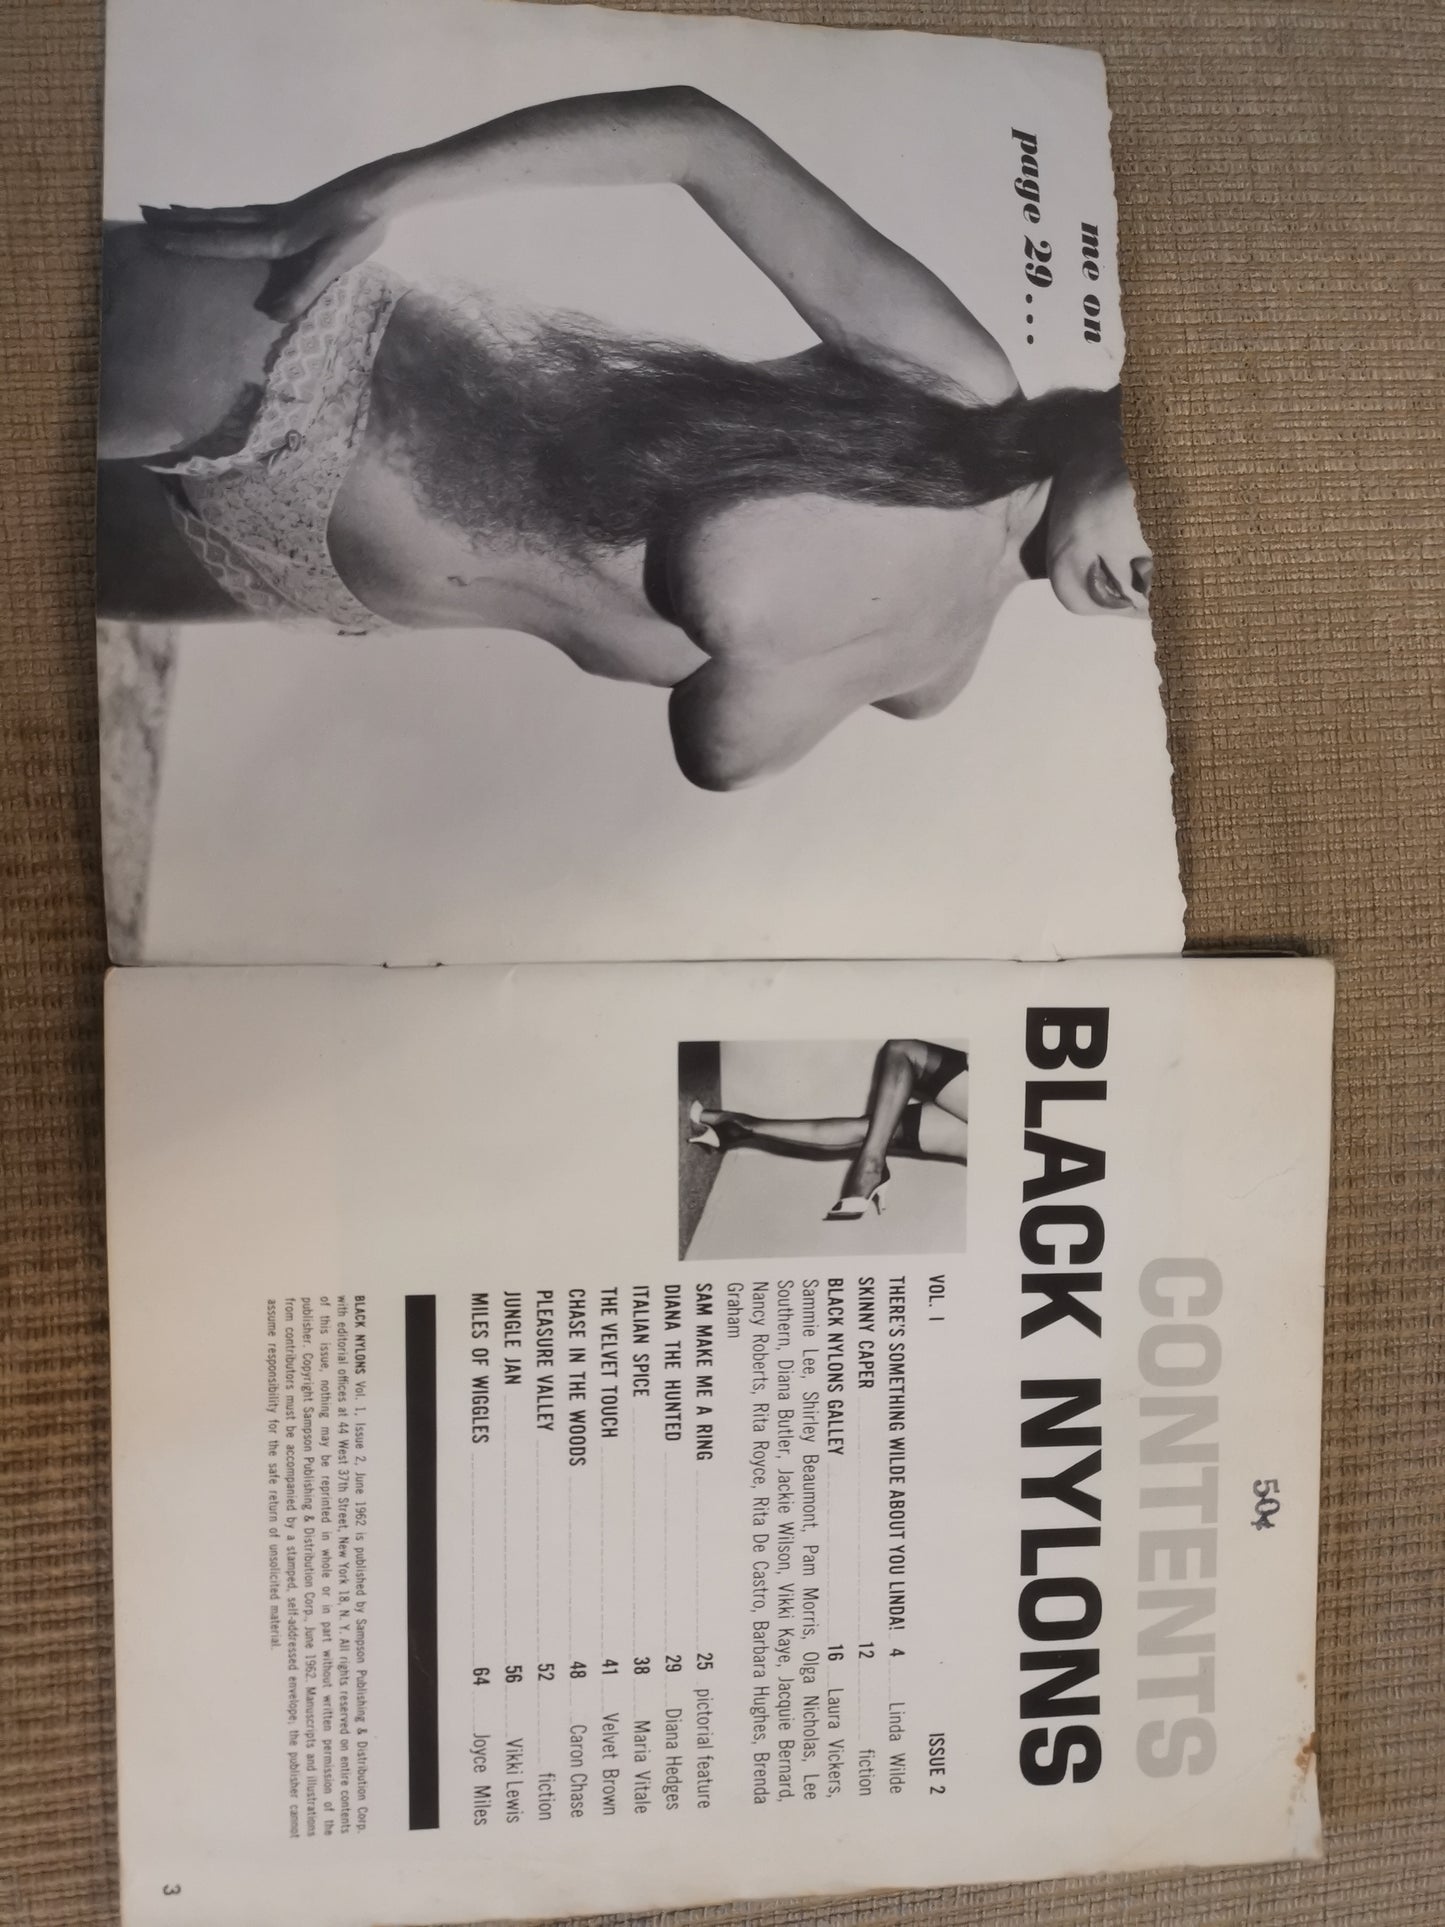 me on
page 29...
50¢
CONTENTS
BLACK NYLONS
VOL. I ISSUE 2
THERE'S SOMETHING WILDE ABOUT YOU LINDA! 4 Linda Wilde
SKINNY CAPER 12 fiction
BLACK NYLONS GALLEY 16 Laura Vickers,
Sammie Lee, Shirley Beaumont, Pam Morris, Olga Nicholas, Lee
Southern, Diana Butler, Jackie Wilson, Vikki Kaye, Jacquie Bernard,
Nancy Roberts, Rita Royce, Rita De Castro, Barbara Hughes, Brenda
Graham
SAM MAKE ME A RING 25 pictorial feature
DIANA THE HUNTED 29 Diana Hedges
ITALIAN SPICE 38 Maria Vitale
THE VELVET TOUCH 41 Velvet Brown
CHASE IN THE WOODS 48 Caron Chase
PLEASURE VALLEY 52 fiction
JUNGLE JAN 56 Vikki Lewis
MILES OF WIGGLES 64 Joyce Miles
BLACK NYLONS Vol. 1, Issue 2, June 1962 is published by Sampson Publishing & Distribution Corp.
with editorial offices at 44 West 37th Street, New York 18, N. Y. All rights reserved on entire contents
of this issue, nothing may be reprinted in whole or in part without written permission of the
publisher. Copyright Sampson Publishing & Distribution Corp., June 1962. Manuscripts and illustrations
from contributors must be accompanied by a stamped, self-addressed envelope; the publisher cannot
assume responsibility for the safe return of unsolicited material.
3